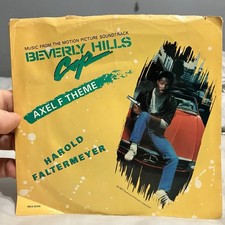 MUSIC FROM THE MOTION PICTURE SOUNDTRACK
BEVERLY HILLS
Cop
AXEL F THEME
HAROLD
FALTERMEYER